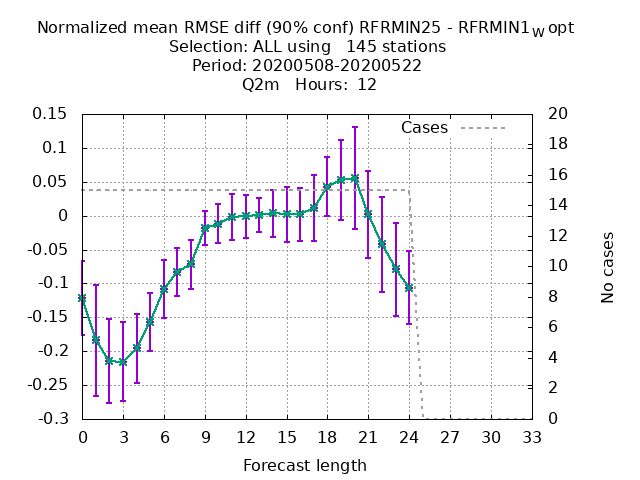 Normalized mean RMSE diff (90% conf) RFRMIN25 - RFRMIN1W opt
Selection: ALL using 145 stations
Period: 20200508-20200522
Q2m Hours: 12
Cases
0.15
0.1
0.05
0
-0.05
-0.1
-0.15
-0.2
-0.25
-0.3
20
18
16
14
12
10
8
6
4
2
0
No cases
0 3 6 9 12 15 18 21 24 27 30 33
Forecast length